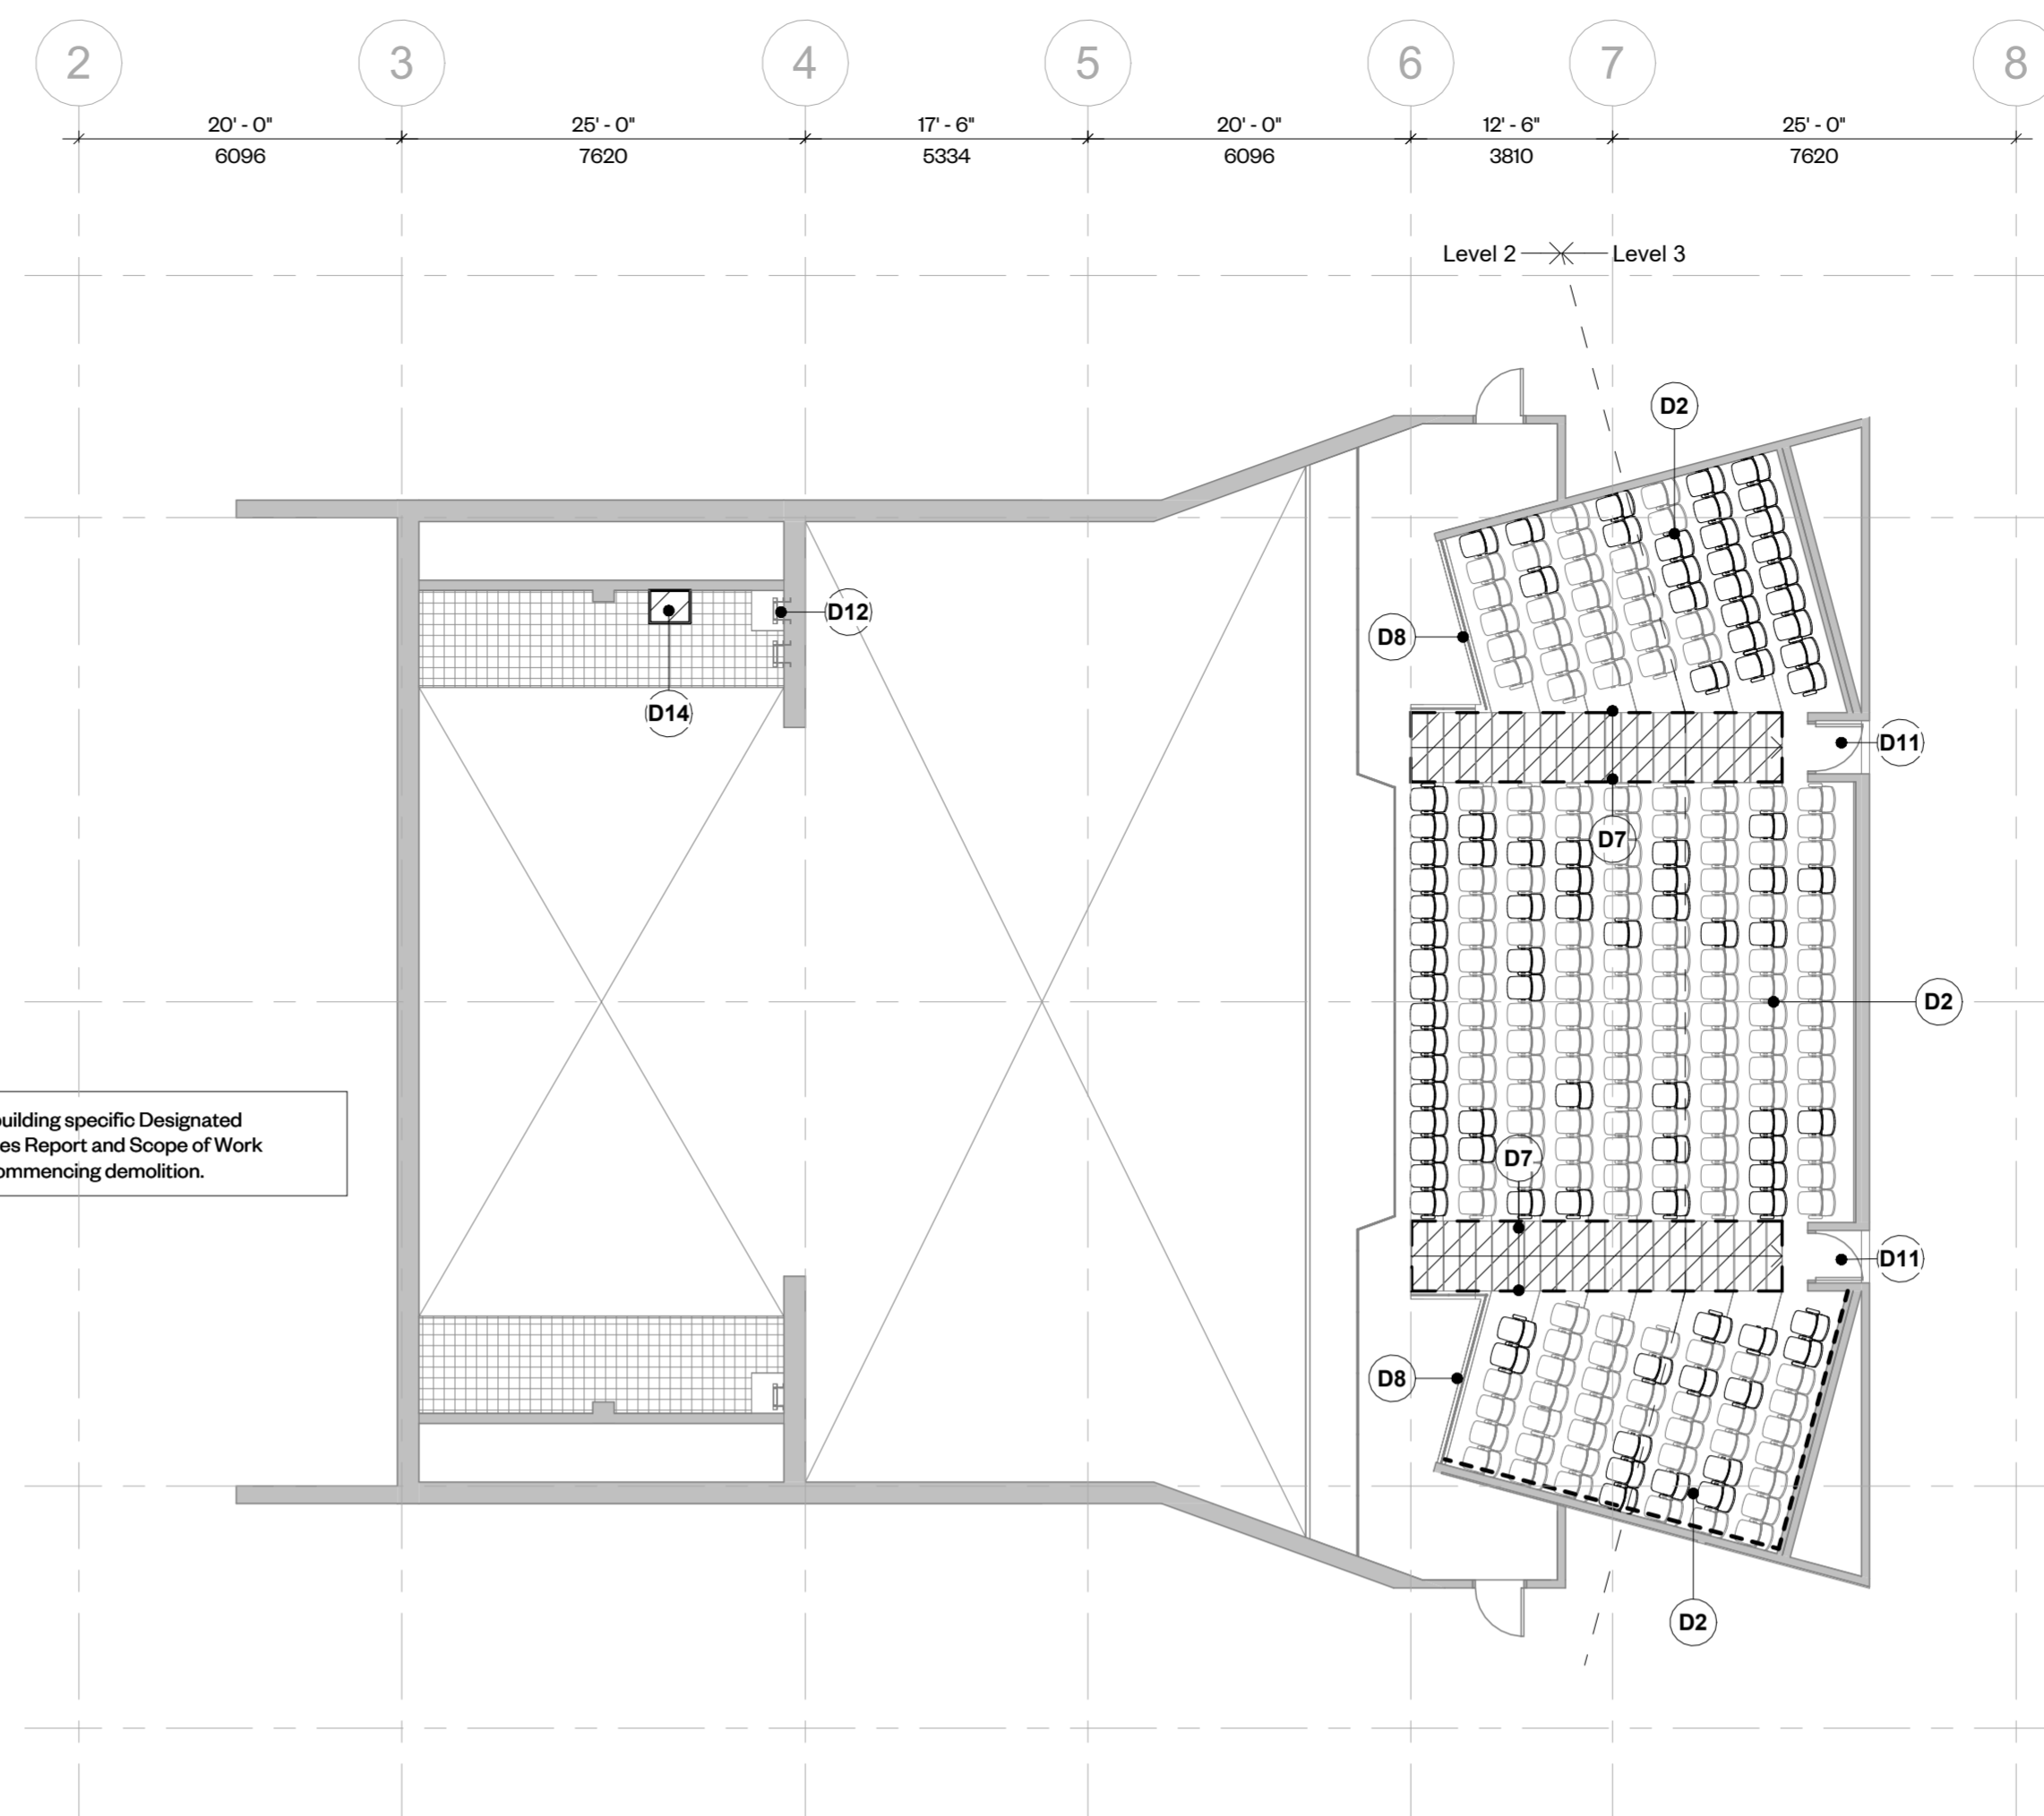 2 3 4 5 6 7 8
20' - 0" 25' - 0" 17' - 6" 20' - 0" 12' - 6" 25' - 0"
6096 7620 5334 6096 3810 7620
Level 2 Level 3
D2
D12
D8
D14
D11
D7
D2
building specific Designated
es Report and Scope of Work
ommencing demolition.
D7
D11
D8
D2